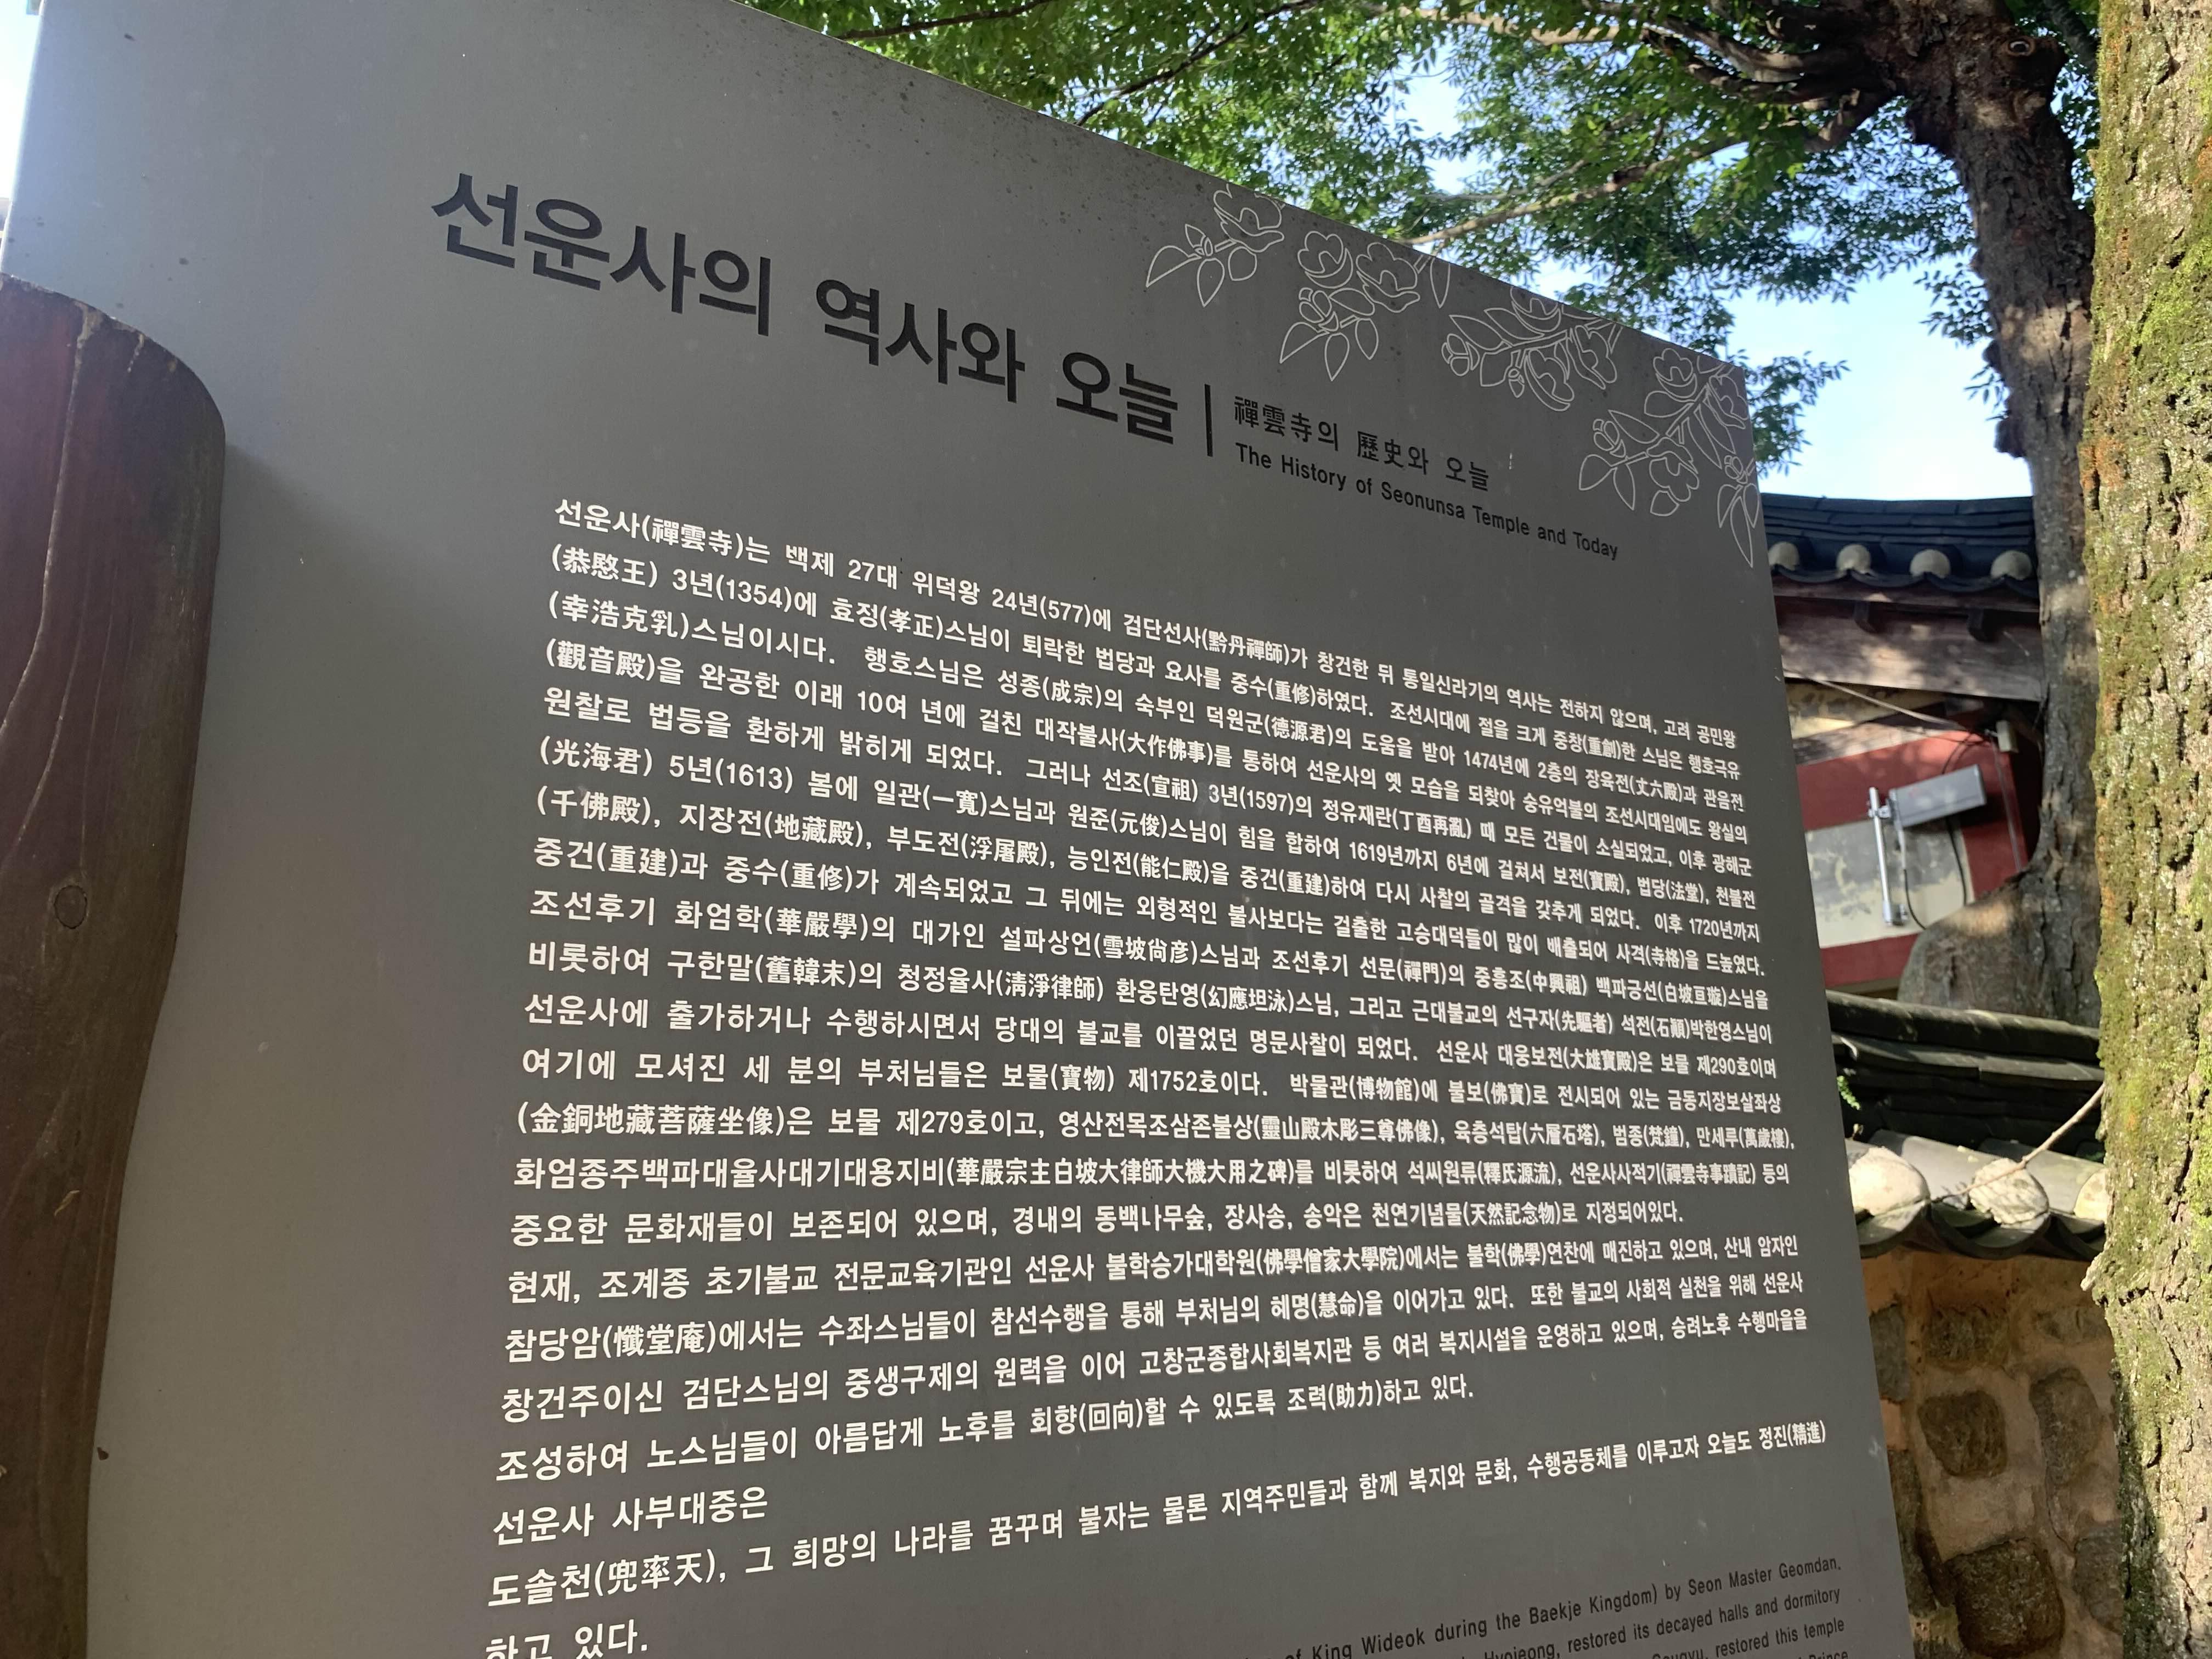 선운사의 역사와 오늘
禪雲寺의 歷史와 오늘
The History of Seonunsa Temple and Today
선운사(禪雲寺)는 백제 27대 위덕왕 24년(577)에 검단선사(黔丹禪師)가 창건한 뒤 통일신라기의 역사는 전하지 않으며, 고려 공민왕
(恭愍王) 3년(1354)에 효정(孝正)스님이 퇴락한 법당과 요사를 중수(重修)하였다. 조선시대에 절을 크게 중창(重創)한 스님은 행호극유
(幸浩克乳)스님이시다. 행호스님은 성종(成宗)의 숙부인 덕원군(德源君)의 도움을 받아 1474년에 2층의 장육전(丈六殿)과 관음전
(觀音殿)을 완공한 이래 10여 년에 걸친 대작불사(大作佛事)를 통하여 선운사의 옛 모습을 되찾아 숭유억불의 조선시대임에도 왕실의
원찰로 법등을 환하게 밝히게 되었다. 그러나 선조(宣祖) 3년(1597)의 정유재란(丁酉再亂) 때 모든 건물이 소실되었고, 이후 광해군
(光海君) 5년(1613) 봄에 일관(一寬)스님과 원준(元俊)스님이 힘을 합하여 1619년까지 6년에 걸쳐서 보전(寶殿), 법당(法堂), 천불전
(千佛殿), 지장전(地藏殿), 부도전(浮屠殿), 능인전(能仁殿)을 중건(重建)하여 다시 사찰의 골격을 갖추게 되었다. 이후 1720년까지
중건(重建)과 중수(重修)가 계속되었고 그 뒤에는 외형적인 불사보다는 걸출한 고승대덕들이 많이 배출되어 사격(寺格)을 드높였다.
조선후기 화엄학(華嚴學)의 대가인 설파상언(雪坡尙彦)스님과 조선후기 선문(禪門)의 중흥조(中興祖) 백파긍선(白坡亘璇)스님을
비롯하여 구한말(舊韓末)의 청정율사(淸淨律師) 환웅탄영(幻應坦泳)스님, 그리고 근대불교의 선구자(先驅者) 석전(石顚)박한영스님이
선운사에 출가하거나 수행하시면서 당대의 불교를 이끌었던 명문사찰이 되었다. 선운사 대웅보전(大雄寶殿)은 보물 제290호이며
여기에 모셔진 세 분의 부처님들은 보물(寶物) 제1752호이다. 박물관(博物館)에 불보(佛寶)로 전시되어 있는 금동지장보살좌상
(金銅地藏菩薩坐像)은 보물 제279호이고, 영산전목조삼존불상(靈山殿木彫三尊佛像), 육층석탑(六層石塔), 범종(梵鐘), 만세루(萬歲樓),
화엄종주백파대율사대기대용지비(華嚴宗主白坡大律師大機大用之碑)를 비롯하여 석씨원류(釋氏源流), 선운사사적기(禪雲寺事蹟記) 등의
중요한 문화재들이 보존되어 있으며, 경내의 동백나무숲, 장사송, 송악은 천연기념물(天然記念物)로 지정되어있다.
현재, 조계종 초기불교 전문교육기관인 선운사 불학승가대학원(佛學僧家大學院)에서는 불학(佛學)연찬에 매진하고 있으며, 산내 암자인
참당암(懺堂庵)에서는 수좌스님들이 참선수행을 통해 부처님의 혜명(慧命)을 이어가고 있다. 또한 불교의 사회적 실천을 위해 선운사
창건주이신 검단스님의 중생구제의 원력을 이어 고창군종합사회복지관 등 여러 복지시설을 운영하고 있으며, 승려노후 수행마을을
조성하여 노스님들이 아름답게 노후를 회향(回向)할 수 있도록 조력(助力)하고 있다.
선운사 사부대중은
도솔천(兜率天), 그 희망의 나라를 꿈꾸며 불자는 물론 지역주민들과 함께 복지와 문화, 수행공동체를 이루고자 오늘도 정진(精進)
하고 있다.
of King Wideok during the Baekje Kingdom) by Seon Master Geomdan.
Hyojeong, restored its decayed halls and dormitory
restored this temple
Prince